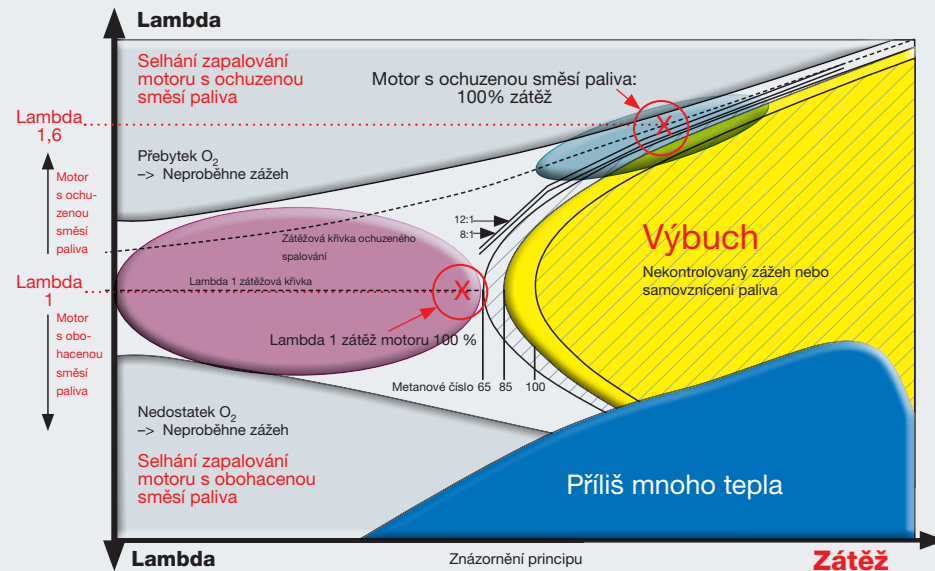 Lambda
Selhání zapalování
motoru s ochuzenou
směsí paliva
Motor s ochuzenou směsí paliva:
100% zátěž
Lambda
1,6
X
Přebytek O₂
–> Neproběhne zážeh
Motor
s ochu-
zenou
směsí
paliva
12:1
8:1
Zátěžová křivka ochuzeného
spalování
Výbuch
Nekontrolovaný zážeh nebo
samovznícení paliva
Lambda
1
Lambda 1 zátěžová křivka
X
Motor
s obo-
hacenou
směsí
paliva
Lambda 1 zátěž motoru 100 %
Metanové číslo 65 85 100
Nedostatek O₂
–> Neproběhne zážeh
Selhání zapalování
motoru s obohacenou
směsí paliva
Příliš mnoho tepla
Lambda
Znázornění principu
Zátěž